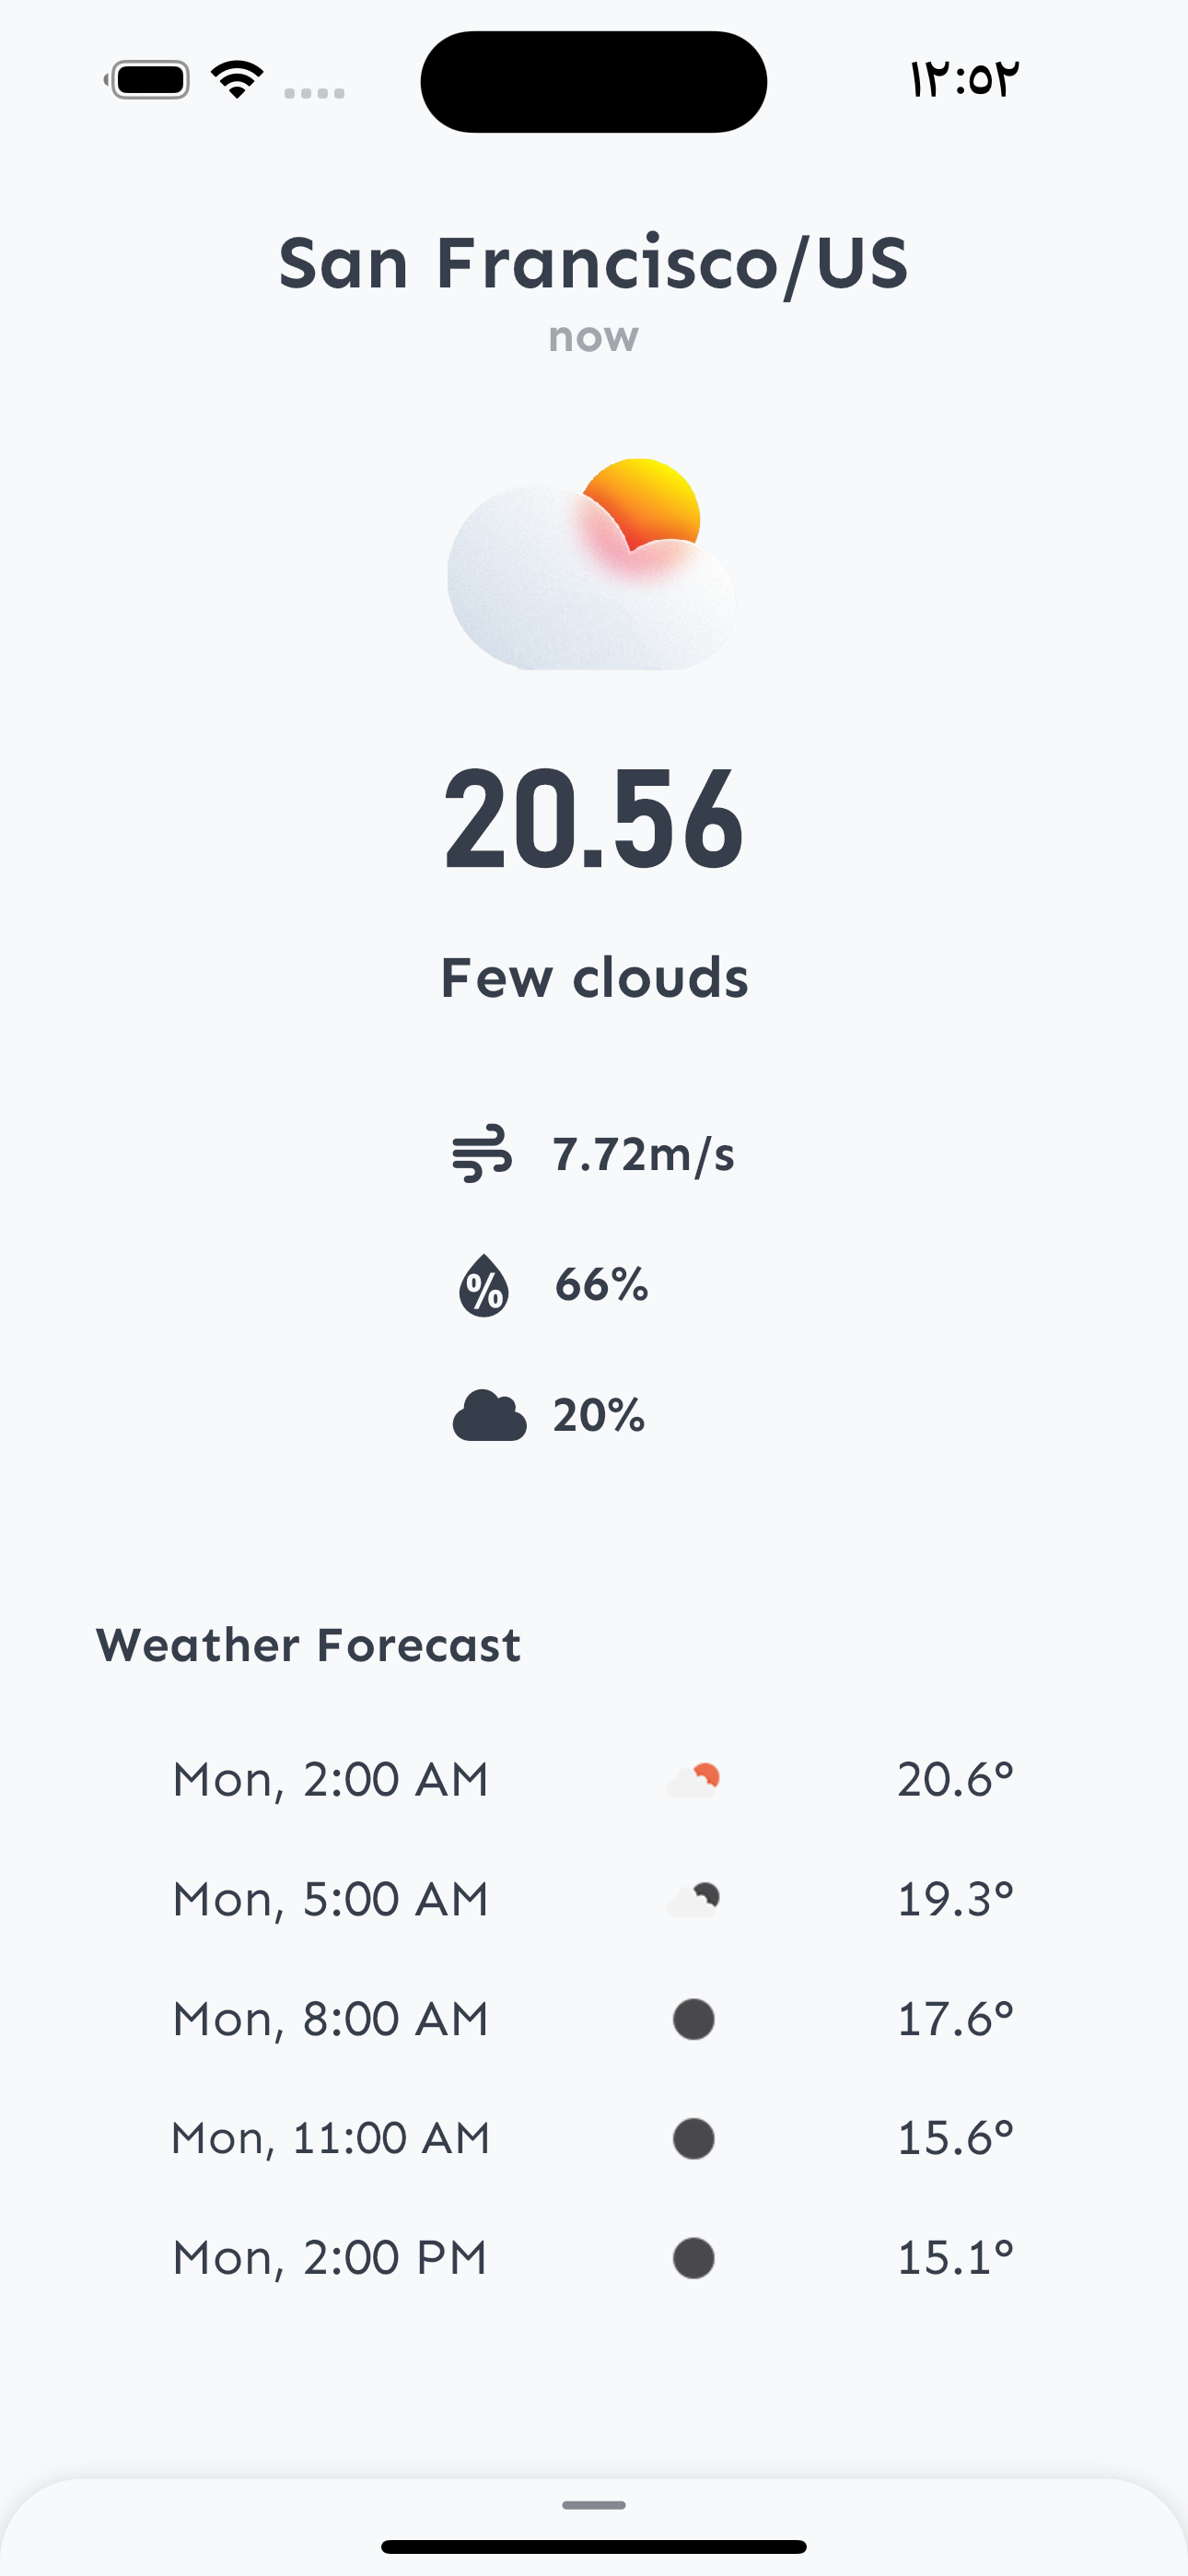 ۱۲:۵۲
San Francisco/US
now
20.56
Few clouds
7.72m/s
% 66%
20%
Weather Forecast
Mon, 2:00 AM 20.6°
Mon, 5:00 AM 19.3°
Mon, 8:00 AM 17.6°
Mon, 11:00 AM 15.6°
Mon, 2:00 PM 15.1°